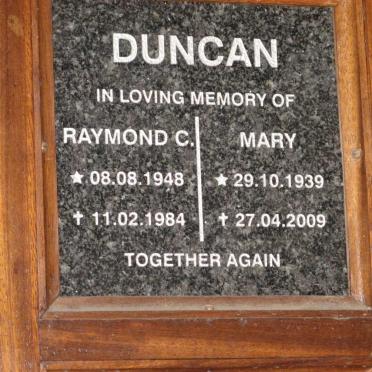 DUNCAN
IN LOVING MEMORY OF
RAYMOND C. MARY
★ 08.08.1948 ★ 29.10.1939
✝ 11.02.1984 ✝ 27.04.2009
TOGETHER AGAIN